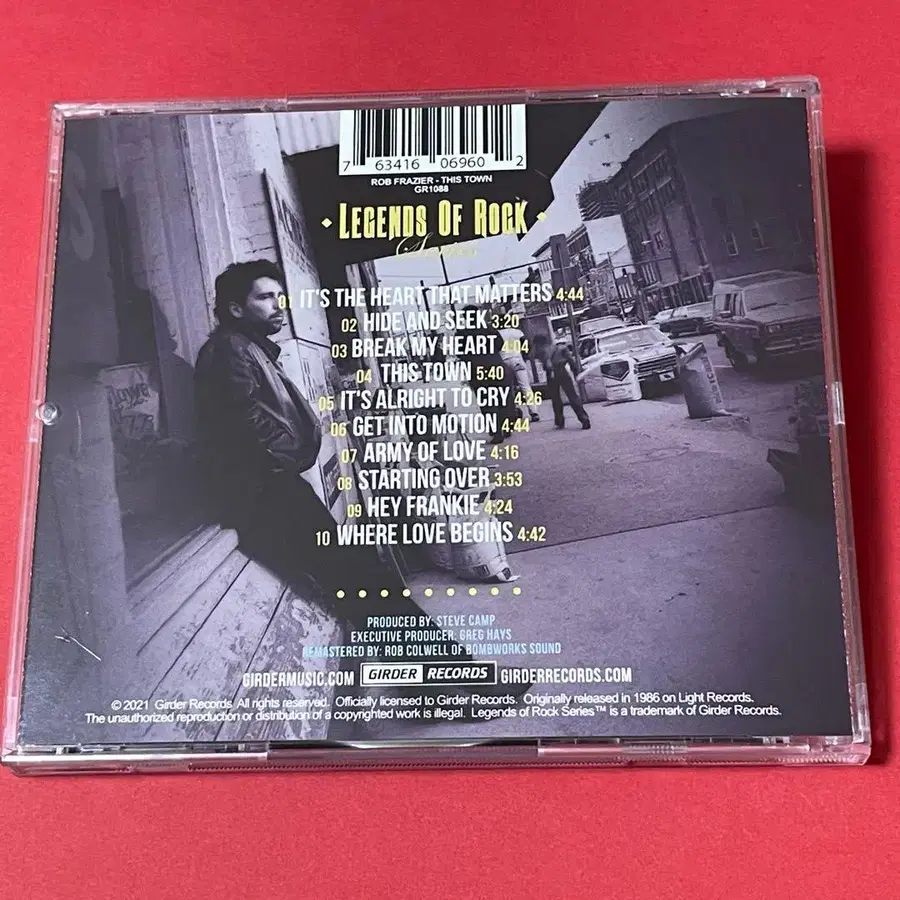 7 63416 06960 2
ROB FRAZIER - THIS TOWN
GR1088
• LEGENDS OF ROCK •
Series
01 IT'S THE HEART THAT MATTERS 4:44
02 HIDE AND SEEK 3:20
03 BREAK MY HEART 4:04
04 THIS TOWN 5:40
05 IT'S ALRIGHT TO CRY 4:26
06 GET INTO MOTION 4:44
07 ARMY OF LOVE 4:16
08 STARTING OVER 3:53
09 HEY FRANKIE 4:24
10 WHERE LOVE BEGINS 4:42
PRODUCED BY: STEVE CAMP
EXECUTIVE PRODUCER: GREG HAYS
REMASTERED BY: ROB COLWELL OF BOMBWORKS SOUND
GIRDERMUSIC.COM GIRDER RECORDS GIRDERRECORDS.COM
© 2021 Girder Records. All rights reserved. Officially licensed to Girder Records. Originally released in 1986 on Light Records.
The unauthorized reproduction or distribution of a copyrighted work is illegal. Legends of Rock Series™ is a trademark of Girder Records.